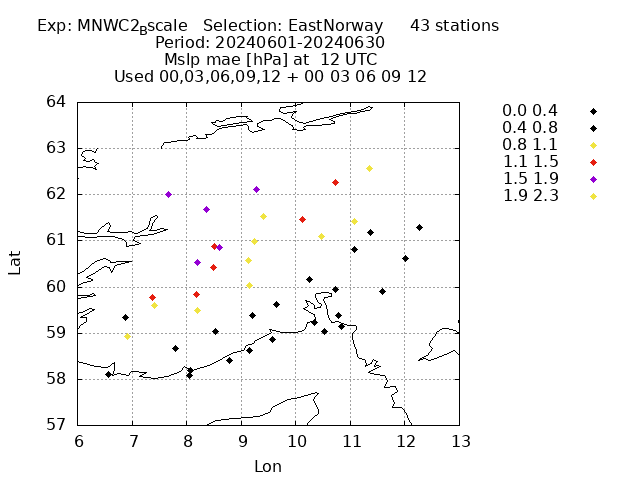 Exp: MNWC2Bscale   Selection: EastNorway      43 stations
Period: 20240601-20240630
Mslp mae [hPa] at  12 UTC
Used 00,03,06,09,12 + 00 03 06 09 12
0.0 0.4
0.4 0.8
0.8 1.1
1.1 1.5
1.5 1.9
1.9 2.3
64
63
62
61
60
59
58
57
Lat
6 7 8 9 10 11 12 13
Lon